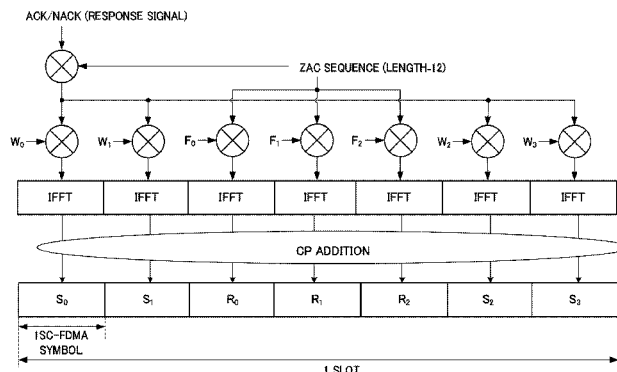 ACK/NACK (RESPONSE SIGNAL)
ZAC SEQUENCE (LENGTH-12)
W₀ W₁ F₀ F₁ F₂ W₂ W₃
IFFT IFFT IFFT IFFT IFFT IFFT IFFT
CP ADDITION
S₀ S₁ R₀ R₁ R₂ S₂ S₃
1SC-FDMA
SYMBOL
1 SLOT